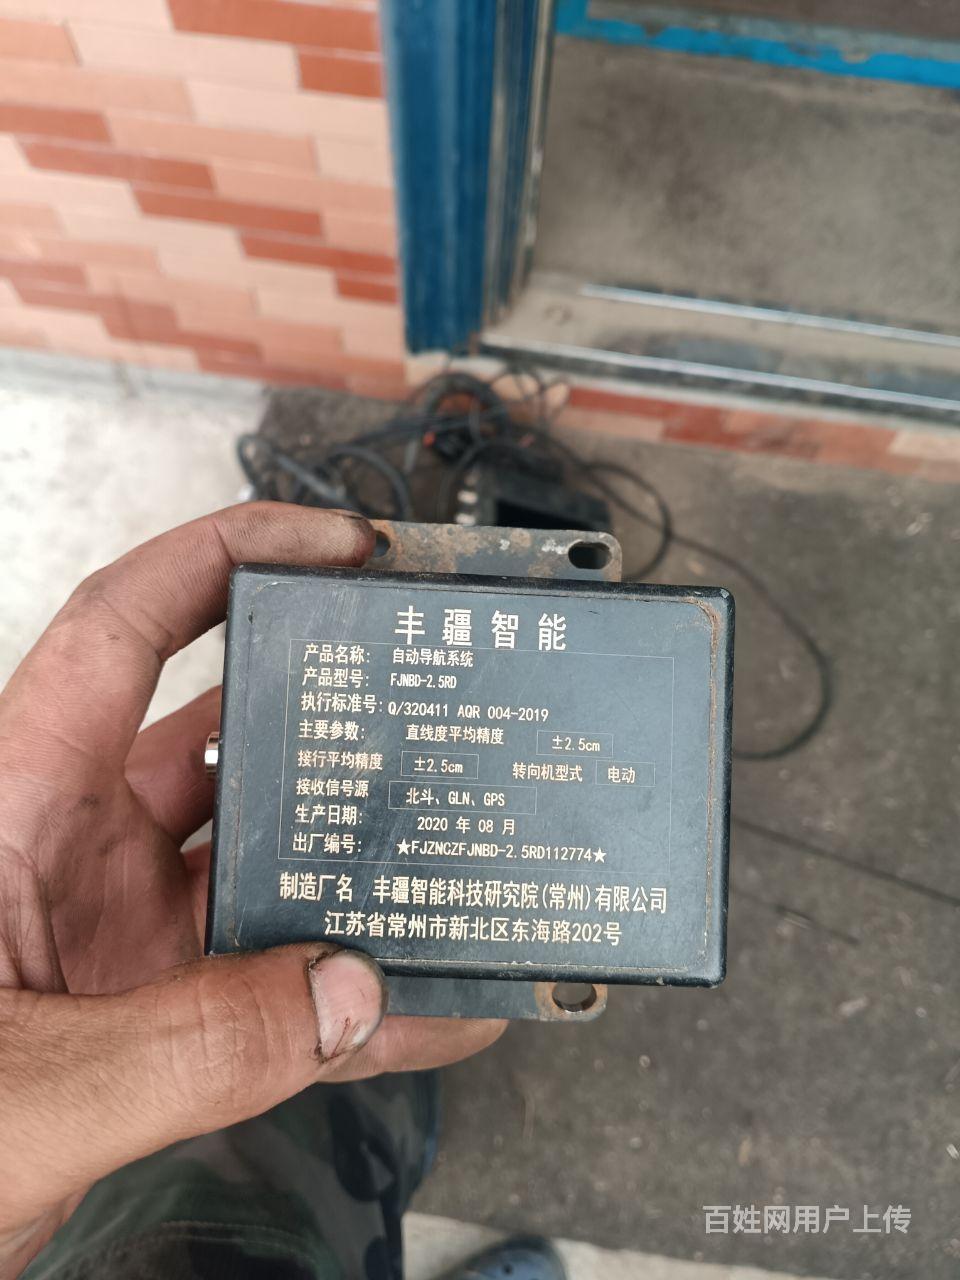 丰疆智能
产品名称: 自动导航系统
产品型号: FJNBD-2.5RD
执行标准号: Q/320411 AQR 004-2019
主要参数: 直线度平均精度 ±2.5cm
接行平均精度 ±2.5cm 转向机型式 电动
接收信号源 北斗、GLN、GPS
生产日期: 2020 年 08 月
出厂编号: ★FJZNCZFJNBD-2.5RD112774★
制造厂名 丰疆智能科技研究院(常州)有限公司
江苏省常州市新北区东海路202号
百姓网用户上传